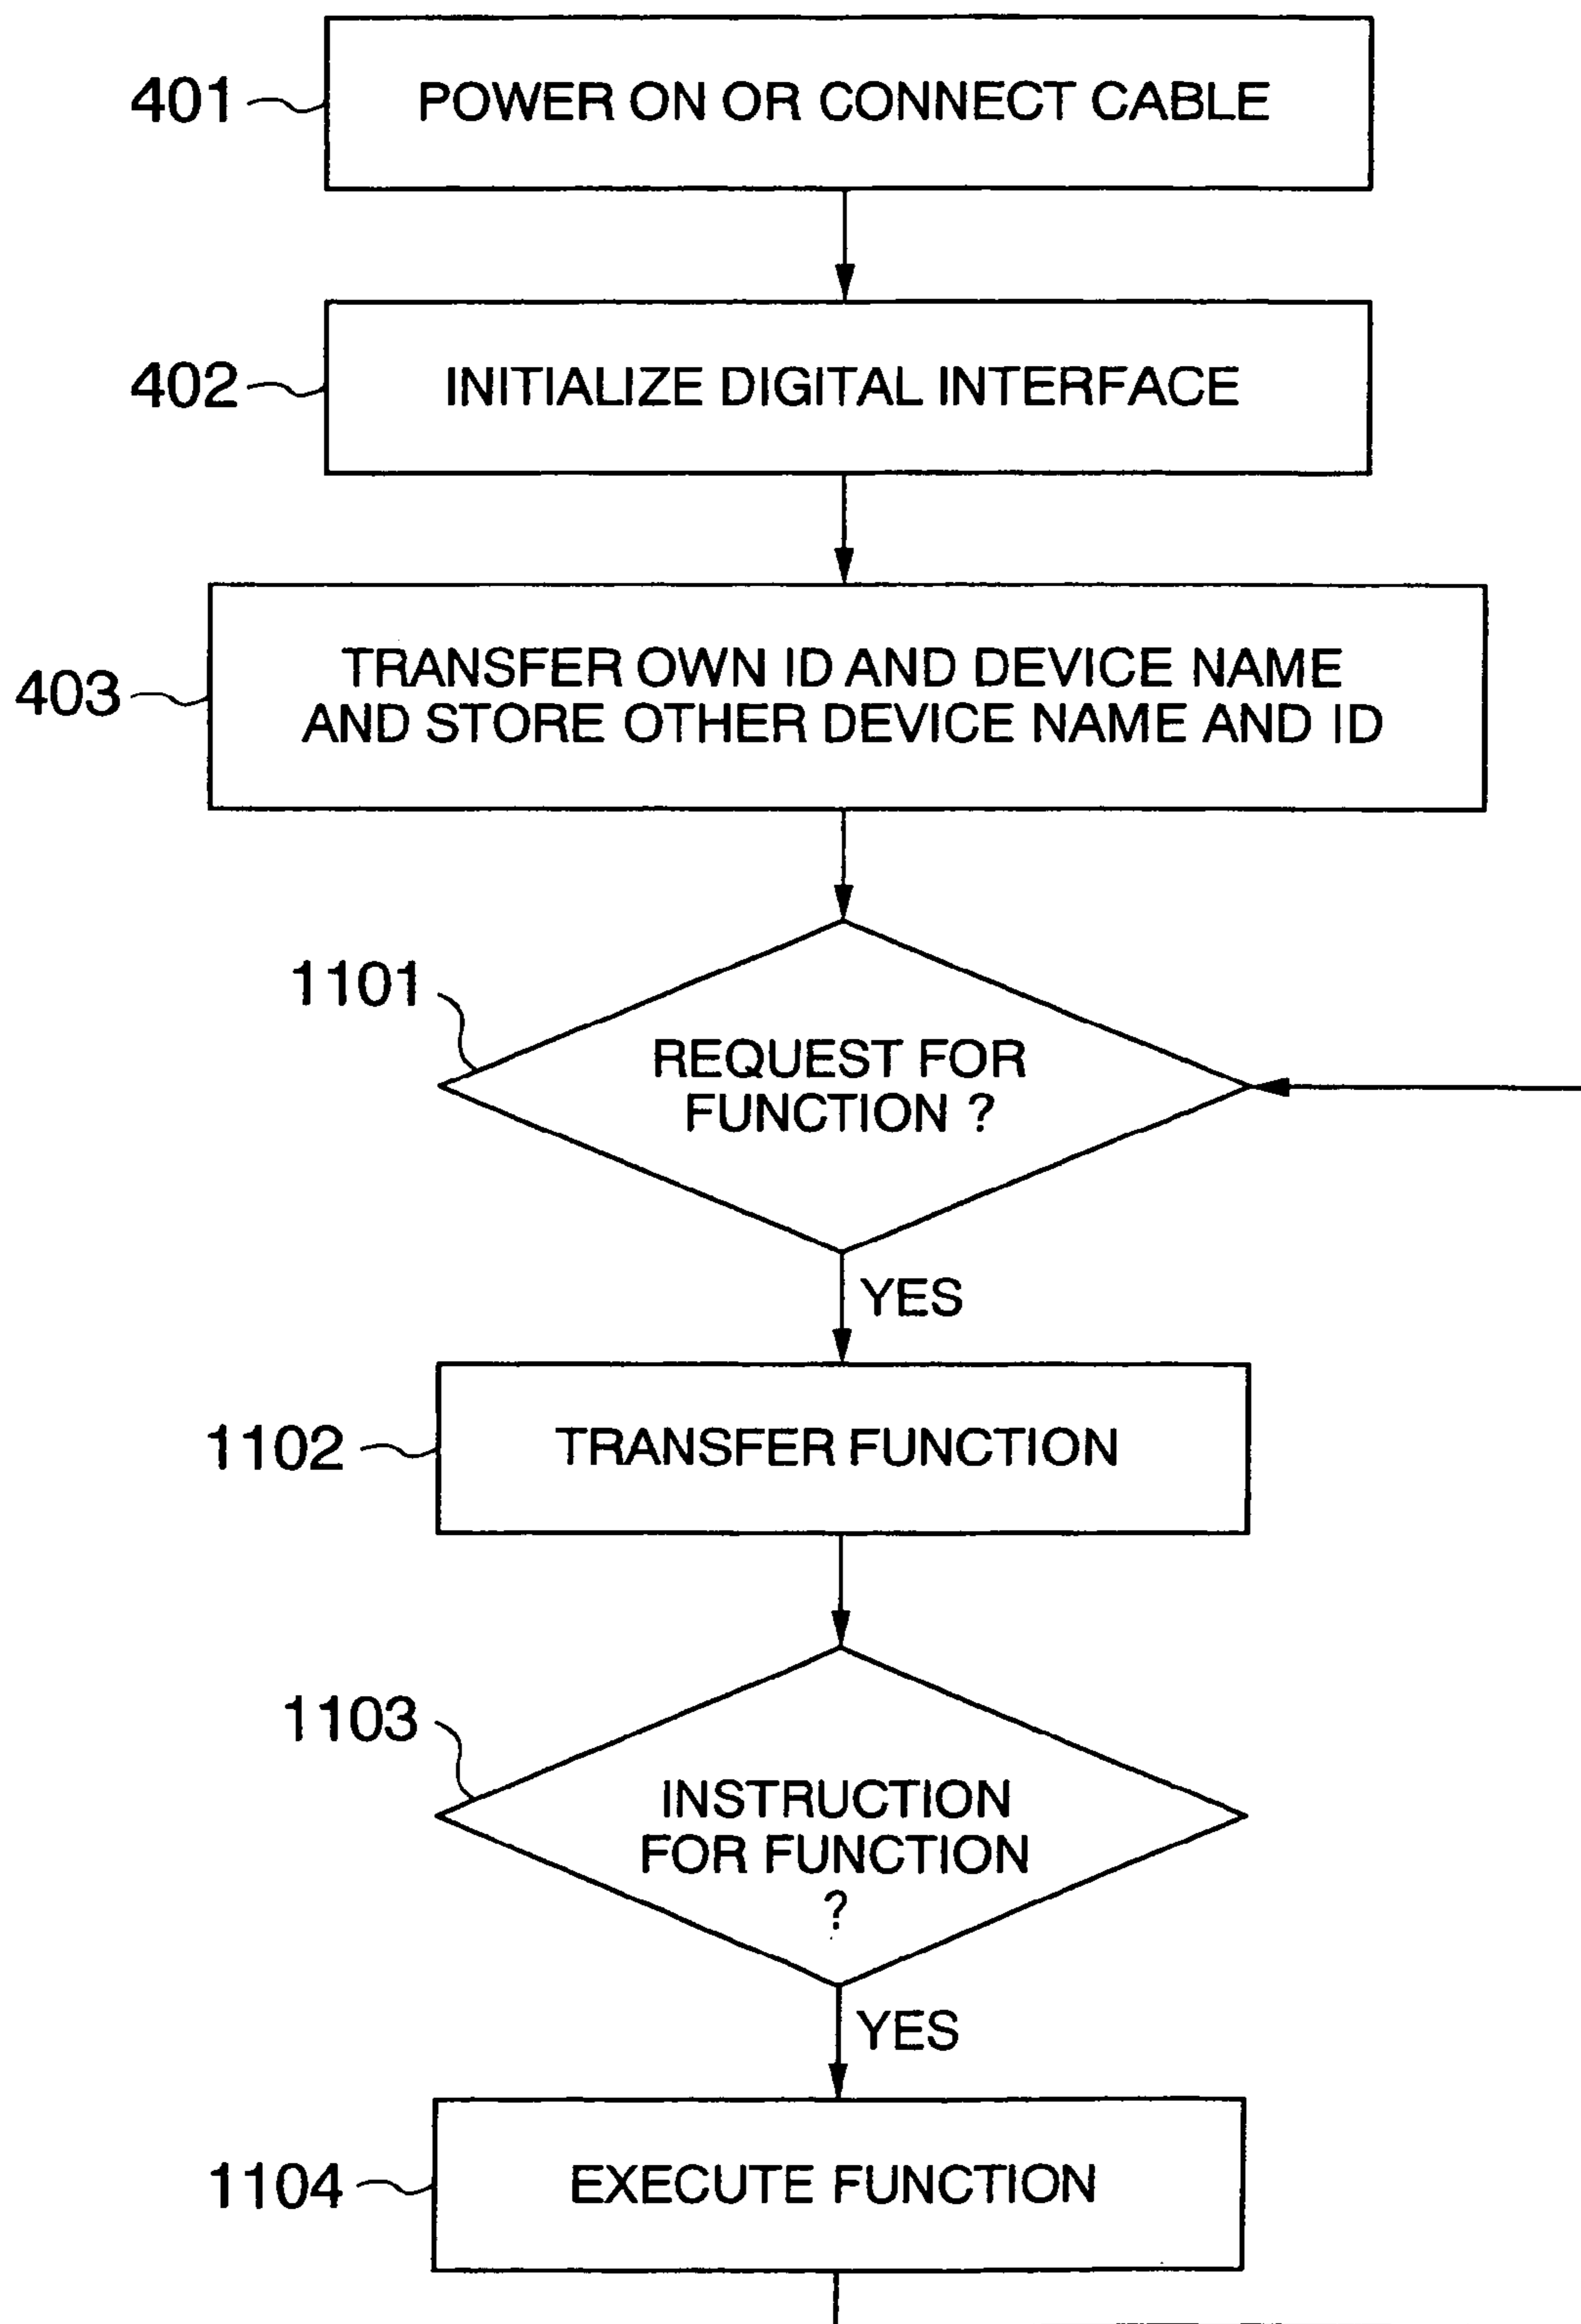 401
POWER ON OR CONNECT CABLE
402
INITIALIZE DIGITAL INTERFACE
403
TRANSFER OWN ID AND DEVICE NAME
AND STORE OTHER DEVICE NAME AND ID
1101
REQUEST FOR
FUNCTION ?
YES
1102
TRANSFER FUNCTION
1103
INSTRUCTION
FOR FUNCTION
?
YES
1104
EXECUTE FUNCTION